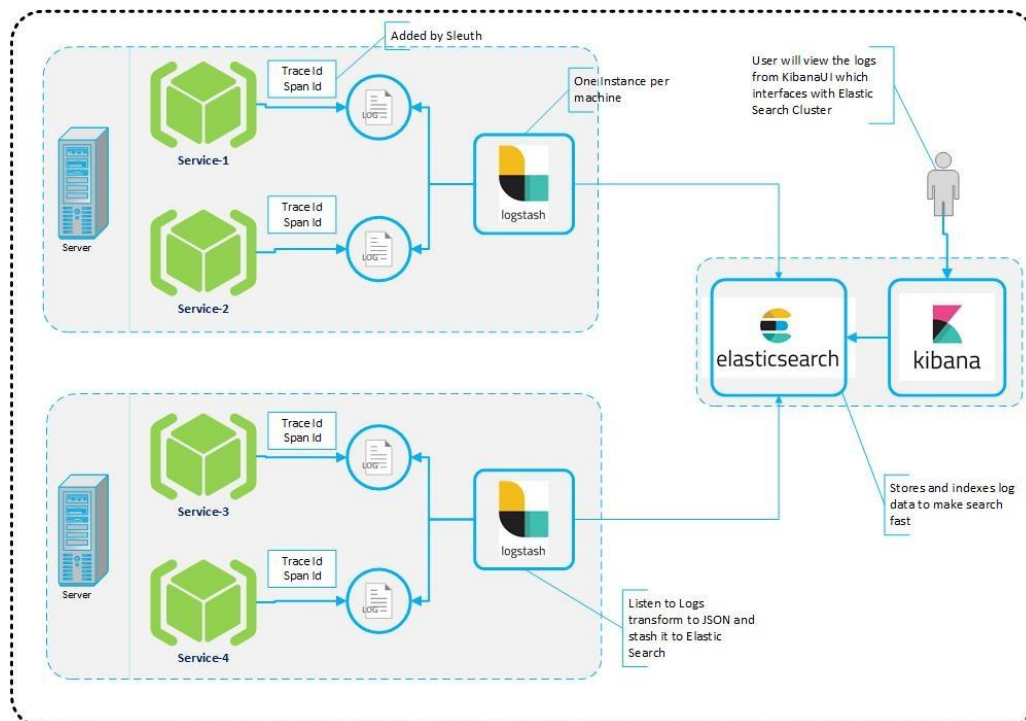 Added by Sleuth
Trace Id
Span Id
LOG
Service-1
One Instance per
machine
logstash
User will view the logs
from KibanaUI which
interfaces with Elastic
Search Cluster
Trace Id
Span Id
LOG
Service-2
Server
elasticsearch
kibana
Trace Id
Span Id
LOG
Service-3
logstash
Stores and indexes log
data to make search
fast
Trace Id
Span Id
LOG
Service-4
Server
Listen to Logs
transform to JSON and
stash it to Elastic
Search